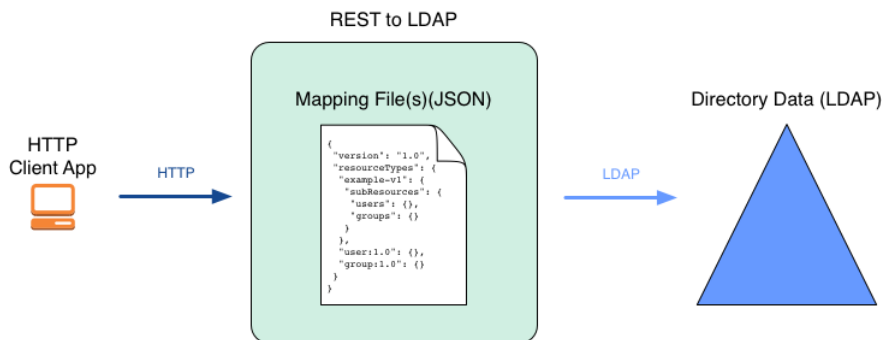 REST to LDAP
Mapping File(s)(JSON)
Directory Data (LDAP)
HTTP
Client App
HTTP
LDAP
{
"version": "1.0",
"resourceTypes": {
"example-v1": {
"subResources": {
"users": {},
"groups": {}
}
},
"user:1.0": {},
"group:1.0": {}
}
}